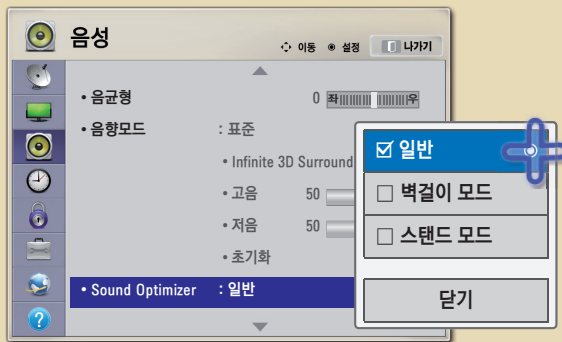 음성
이동 설정 나가기
• 음균형 0 좌 우
• 음향모드 : 표준
• Infinite 3D Surround
• 고음 50
• 저음 50
• 초기화
• Sound Optimizer : 일반
일반
벽걸이 모드
스탠드 모드
닫기
?